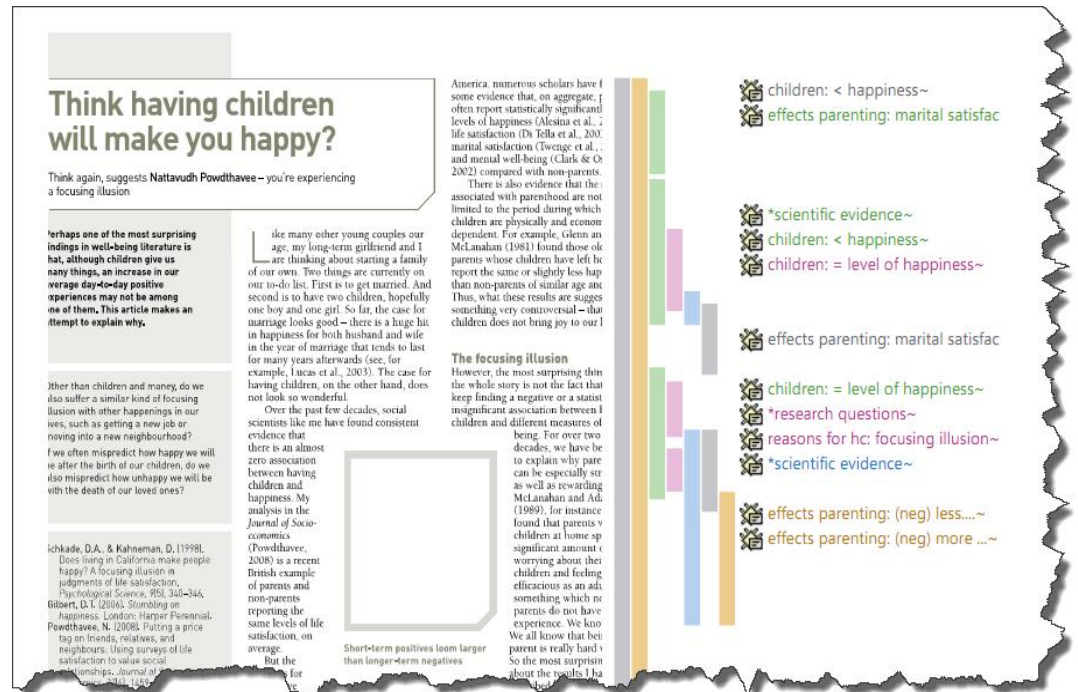 Think having children
will make you happy?
Think again, suggests Nattavudh Powdthavee – you're experiencing
a focusing illusion
Perhaps one of the most surprising
findings in well-being literature is
that, although children give us
many things, an increase in our
average day-to-day positive
experiences may not be among
one of them. This article makes an
attempt to explain why.
Other than children and money, do we
also suffer a similar kind of focusing
illusion with other happenings in our
lives, such as getting a new job or
moving into a new neighbourhood?
If we often mispredict how happy we will
be after the birth of our children, do we
also mispredict how unhappy we will be
with the death of our loved ones?
Schkade, D.A., & Kahneman, D. (1998).
Does living in California make people
happy? A focusing illusion in
judgments of life satisfaction.
Psychological Science, 9(5), 340–346.
Gilbert, D.T. (2006). Stumbling on
happiness. London: Harper Perennial.
Powdthavee, N. (2008). Putting a price
tag on friends, relatives, and
neighbours: Using surveys of life
satisfaction to value social
relationships. Journal of
Like many other young couples our
age, my long-term girlfriend and I
are thinking about starting a family
of our own. Two things are currently on
our to-do list. First is to get married. And
second is to have two children, hopefully
one boy and one girl. So far, the case for
marriage looks good – there is a huge hit
in happiness for both husband and wife
in the year of marriage that tends to last
for many years afterwards (see, for
example, Lucas et al., 2003). The case for
having children, on the other hand, does
not look so wonderful.
Over the past few decades, social
scientists like me have found consistent
evidence that
there is an almost
zero association
between having
children and
happiness. My
analysis in the
Journal of Socio-
economics
(Powdthavee,
2008) is a recent
British example
of parents and
non-parents
reporting the
same levels of life
satisfaction, on
average.
But the
for
Short-term positives loom larger
than longer-term negatives
America, numerous scholars have f
some evidence that, on aggregate, p
often report statistically significantl
levels of happiness (Alesina et al., 2
life satisfaction (Di Tella et al., 200
marital satisfaction (Twenge et al.,
and mental well-being (Clark & Os
2002) compared with non-parents.
There is also evidence that the
associated with parenthood are not
limited to the period during which
children are physically and econom
dependent. For example, Glenn an
McLanahan (1981) found those ol
parents whose children have left ho
report the same or slightly less hap
than non-parents of similar age and
Thus, what these results are sugges
something very controversial – that
children does not bring joy to our l
The focusing illusion
However, the most surprising thin
the whole story is not the fact that
keep finding a negative or a statist
insignificant association between
children and different measures of
being. For over two
decades, we have be
to explain why pare
can be especially str
as well as rewarding
McLanahan and Ada
(1989), for instance
found that parents
children at home sp
significant amount
worrying about thei
children and feeling
efficacious as an adu
something which no
parents do not have
experience. We kno
We all know that bei
parent is really hard
So the most surprisin
about the results I ha
children: < happiness~
effects parenting: marital satisfac
*scientific evidence~
children: < happiness~
children: = level of happiness~
effects parenting: marital satisfac
children: = level of happiness~
*research questions~
reasons for hc: focusing illusion~
*scientific evidence~
effects parenting: (neg) less....~
effects parenting: (neg) more ...~